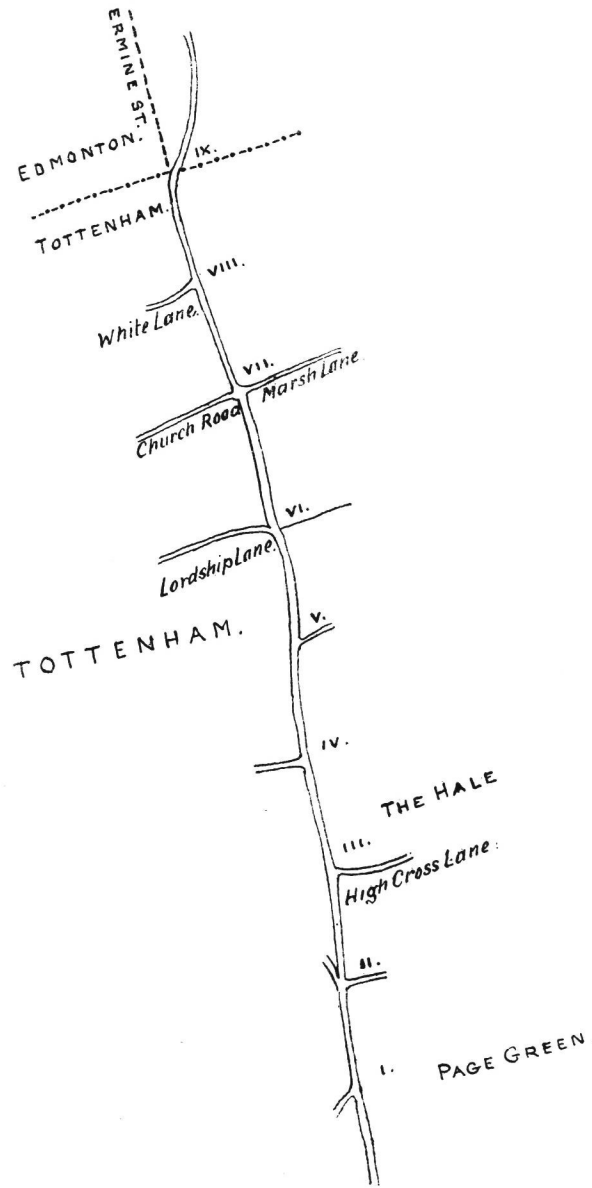 ERMINE ST.
EDMONTON.
IX.
TOTTENHAM.
VIII.
White Lane.
VII.
Marsh Lane.
Church Road
VI.
Lordship Lane.
V.
TOTTENHAM.
IV.
THE HALE
III.
High Cross Lane.
II.
I.
PAGE GREEN